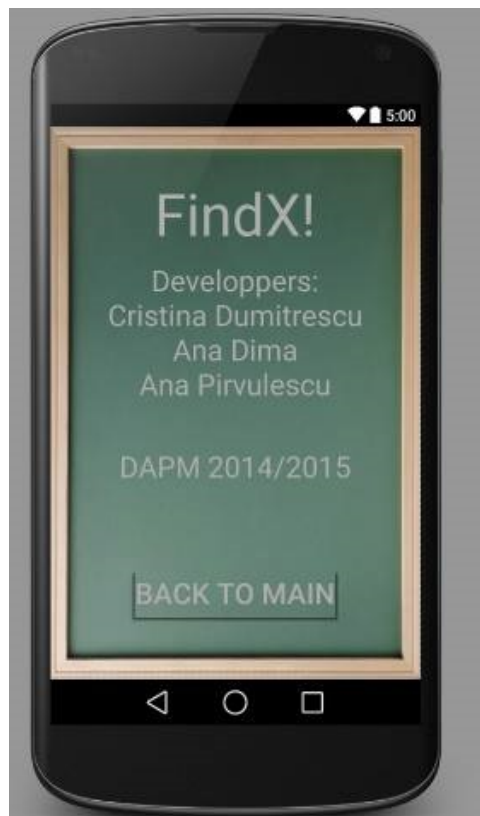 5:00
FindX!
Developpers:
Cristina Dumitrescu
Ana Dima
Ana Pirvulescu
DAPM 2014/2015
BACK TO MAIN